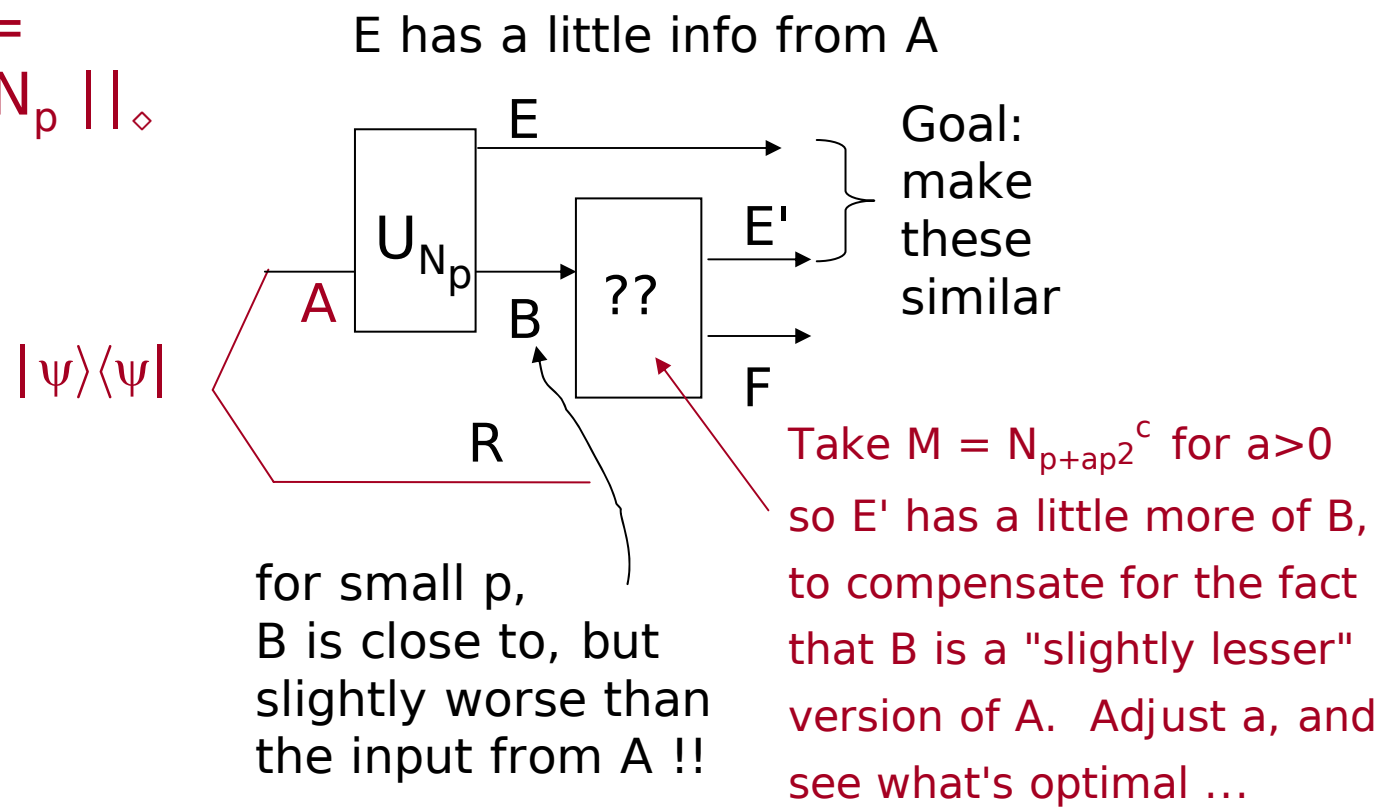 =
E has a little info from A
N_p ||_⋄
E
Goal:
make
these
similar
U_{N_p}
E'
??
A
B
|ψ⟩⟨ψ|
F
R
Take M = N_{p+ap2}^c for a>0
so E' has a little more of B,
to compensate for the fact
that B is a "slightly lesser"
version of A.  Adjust a, and
see what's optimal …
for small p,
B is close to, but
slightly worse than
the input from A !!